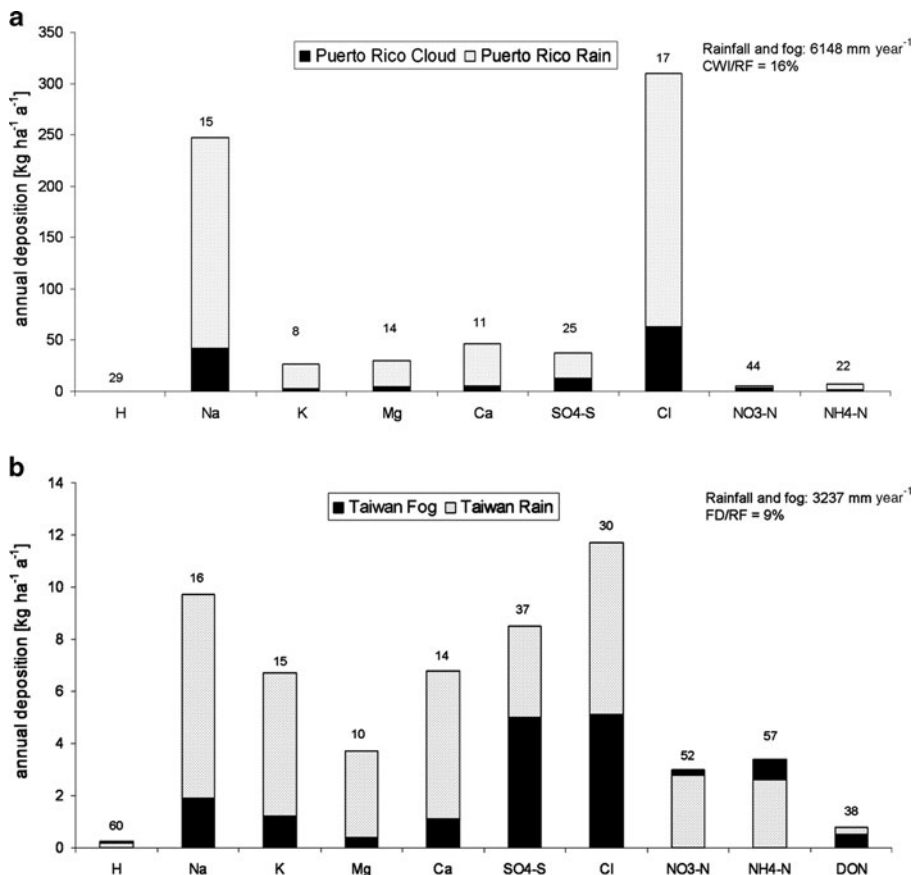 a
Puerto Rico Cloud Puerto Rico Rain
Rainfall and fog: 6148 mm year⁻¹
CWI/RF = 16%
annual deposition [kg ha⁻¹ a⁻¹]
350
300
250
200
150
100
50
0
29 15 8 14 11 25 17 44 22
H Na K Mg Ca SO4-S Cl NO3-N NH4-N
b
Taiwan Fog Taiwan Rain
Rainfall and fog: 3237 mm year⁻¹
FD/RF = 9%
annual deposition [kg ha⁻¹ a⁻¹]
14
12
10
8
6
4
2
0
60 16 15 10 14 37 30 52 57 38
H Na K Mg Ca SO4-S Cl NO3-N NH4-N DON